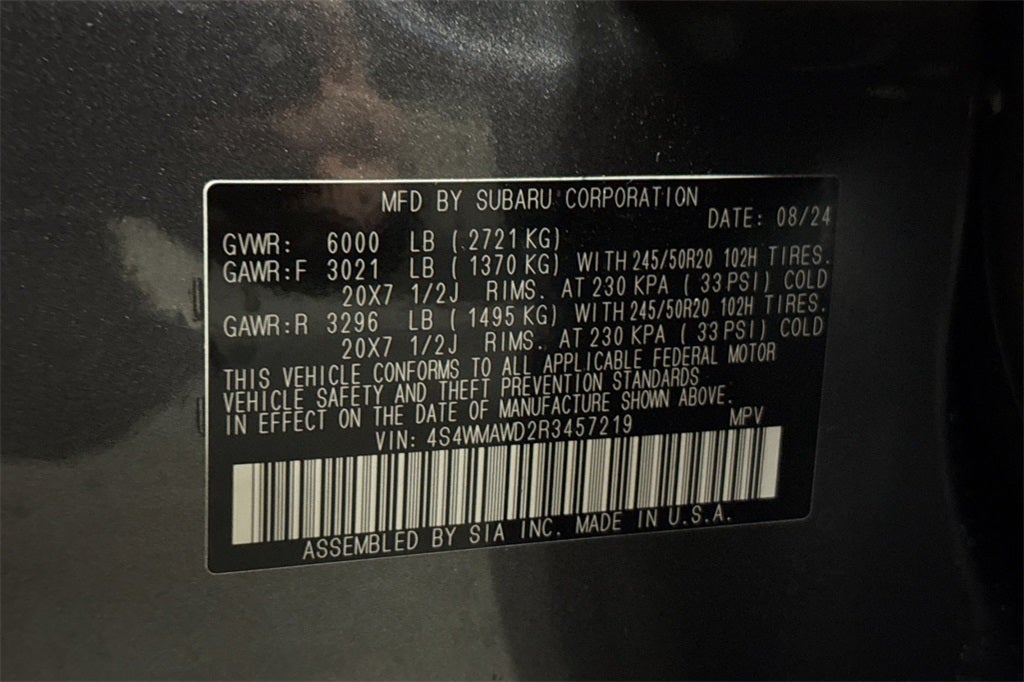 MFD BY SUBARU CORPORATION
DATE: 08/24
GVWR: 6000 LB ( 2721 KG)
GAWR:F 3021 LB ( 1370 KG) WITH 245/50R20 102H TIRES.
20X7 1/2J RIMS. AT 230 KPA ( 33 PSI) COLD
GAWR:R 3296 LB ( 1495 KG) WITH 245/50R20 102H TIRES.
20X7 1/2J RIMS. AT 230 KPA ( 33 PSI) COLD
THIS VEHICLE CONFORMS TO ALL APPLICABLE FEDERAL MOTOR
VEHICLE SAFETY AND THEFT PREVENTION STANDARDS
IN EFFECT ON THE DATE OF MANUFACTURE SHOWN ABOVE.
VIN: 4S4WMAWD2R3457219 MPV
ASSEMBLED BY SIA INC. MADE IN U.S.A.